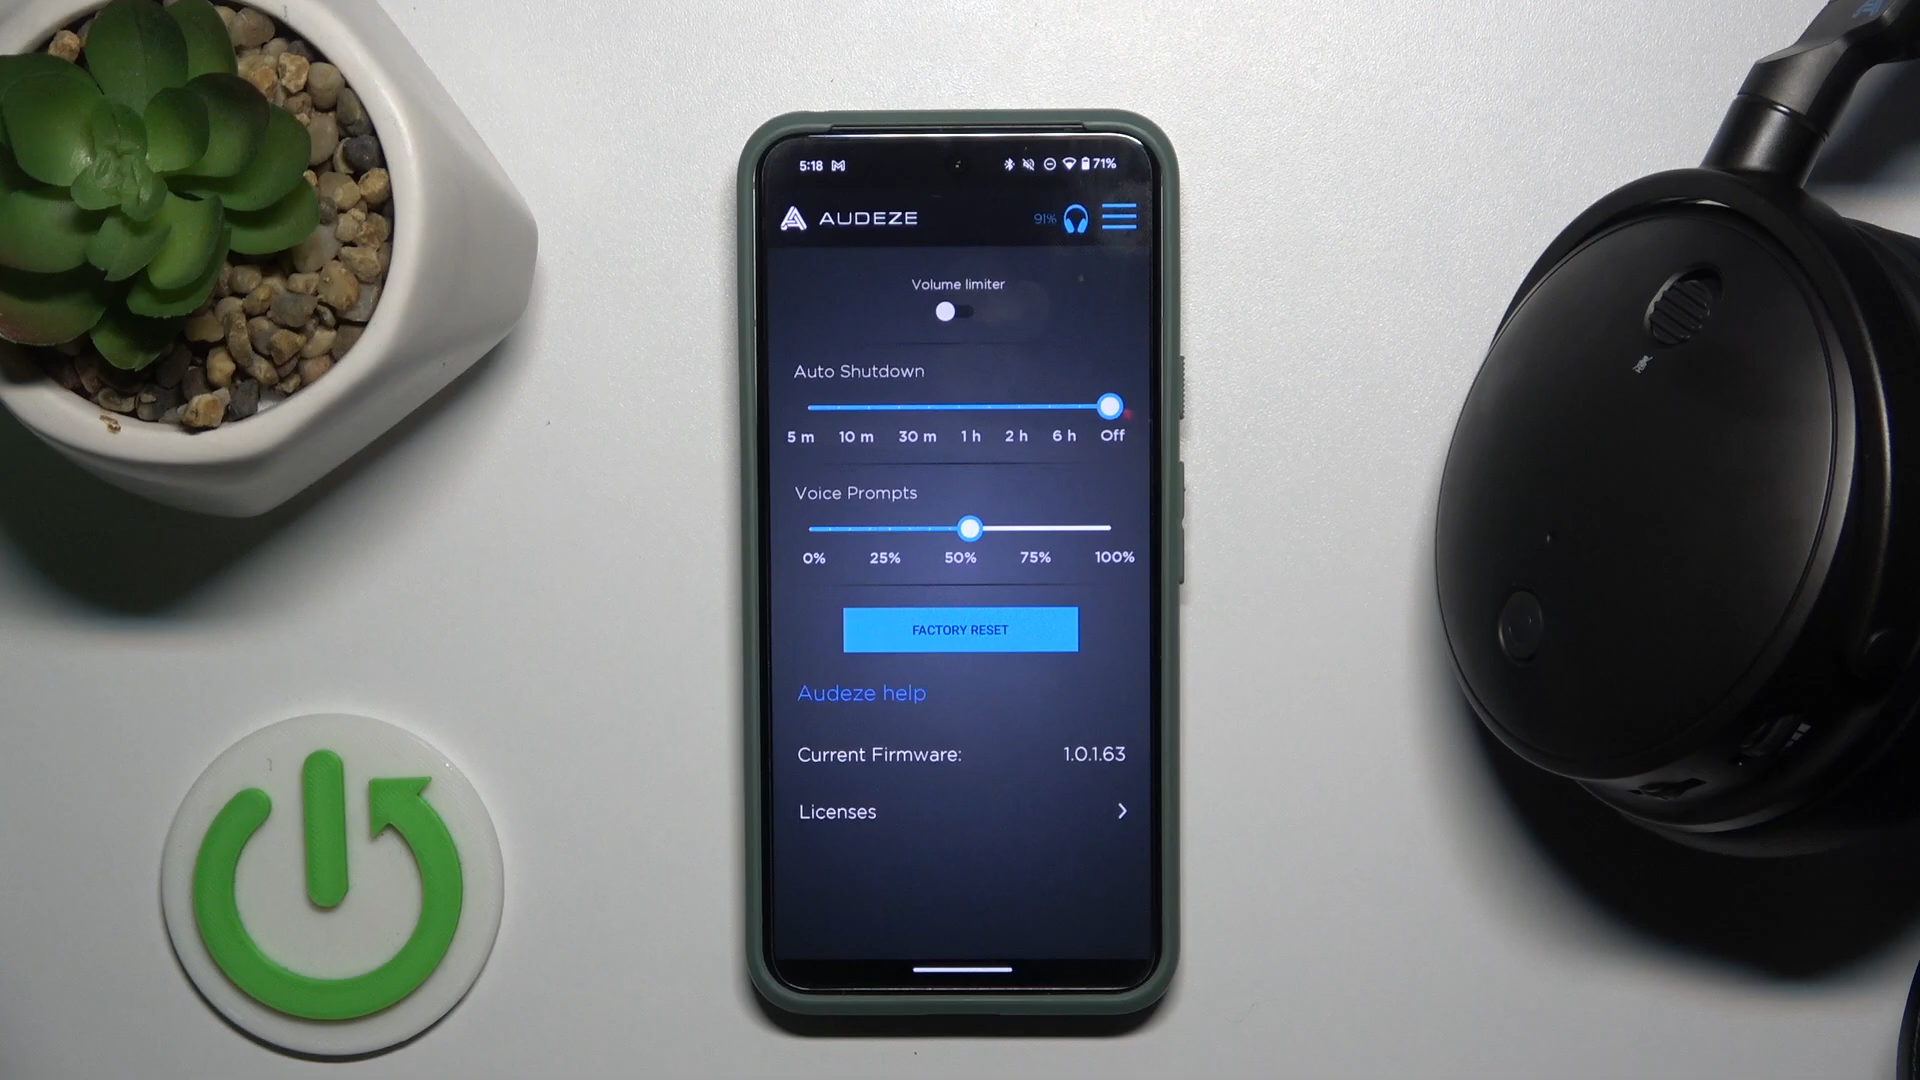 5:18 71%
AUDEZE 91%
Volume limiter
Auto Shutdown
5 m 10 m 30 m 1 h 2 h 6 h Off
Voice Prompts
0% 25% 50% 75% 100%
FACTORY RESET
Audeze help
Current Firmware: 1.0.1.63
Licenses